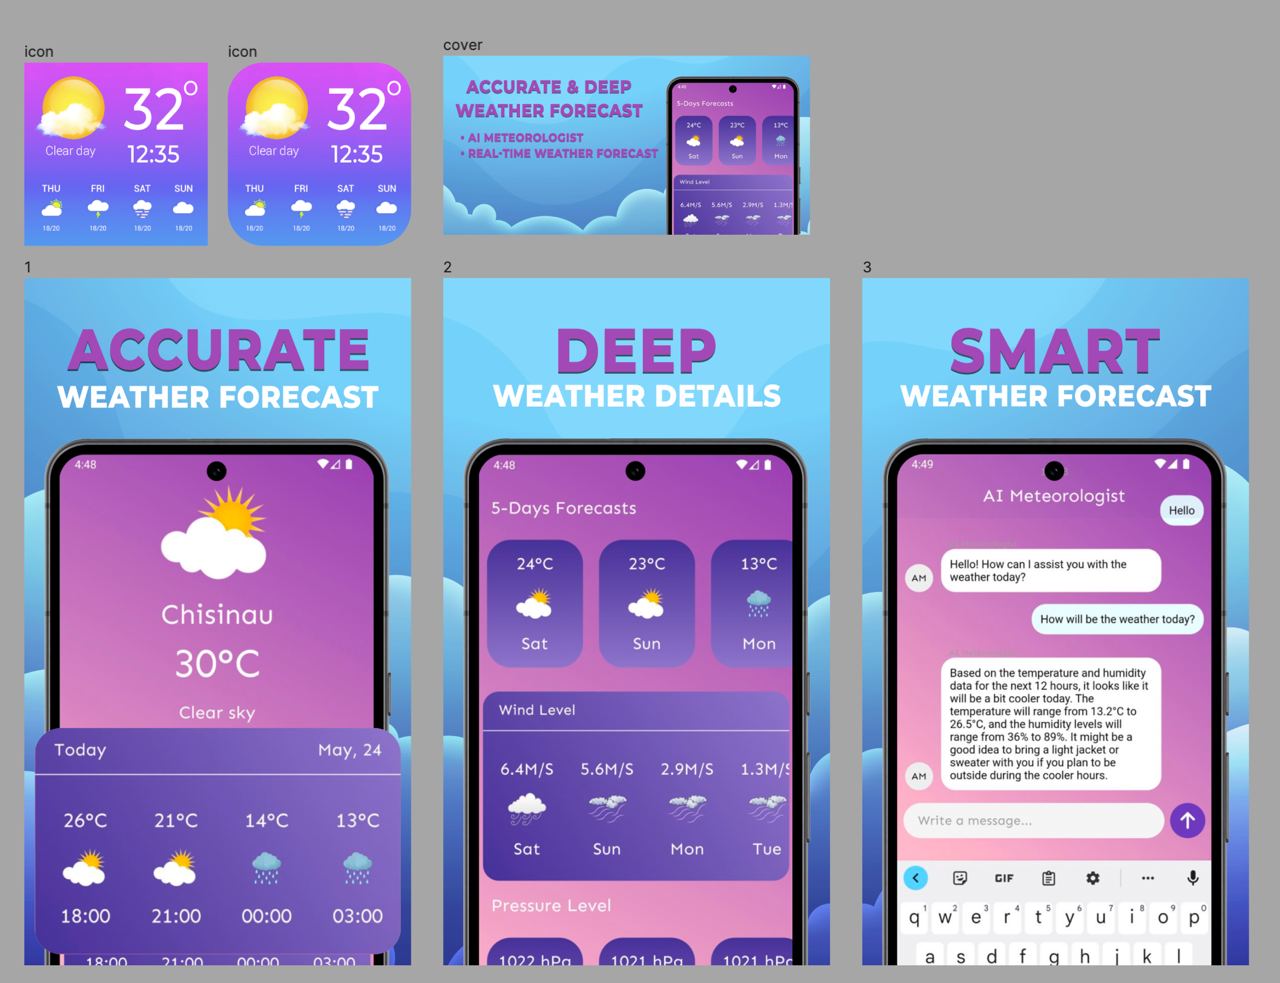 icon
32°
Clear day
12:35
THU FRI SAT SUN
18/20 18/20 18/20 18/20
icon
32°
Clear day
12:35
THU FRI SAT SUN
18/20 18/20 18/20 18/20
cover
ACCURATE & DEEP
WEATHER FORECAST
• AI METEOROLOGIST
• REAL-TIME WEATHER FORECAST
4:48
5-Days Forecasts
24°C 23°C 13°C
Sat Sun Mon
Wind Level
6.4M/S 5.6M/S 2.9M/S 1.3M/
1
ACCURATE
WEATHER FORECAST
4:48
Chisinau
30°C
Clear sky
Today May, 24
26°C 21°C 14°C 13°C
18:00 21:00 00:00 03:00
18:00 21:00 00:00 03:00
2
DEEP
WEATHER DETAILS
4:48
5-Days Forecasts
24°C 23°C 13°C
Sat Sun Mon
Wind Level
6.4M/S 5.6M/S 2.9M/S 1.3M/S
Sat Sun Mon Tue
Pressure Level
1022 hPa 1021 hPa 1021 hPa
3
SMART
WEATHER FORECAST
4:49
AI Meteorologist
Hello
AM
Hello! How can I assist you with the
weather today?
How will be the weather today?
Based on the temperature and humidity
data for the next 12 hours, it looks like it
will be a bit cooler today. The
temperature will range from 13.2°C to
26.5°C, and the humidity levels will
range from 36% to 89%. It might be a
good idea to bring a light jacket or
sweater with you if you plan to be
outside during the cooler hours.
AM
Write a message...
GIF
q1 w2 e3 r4 t5 y6 u7 i8 o9 p0
a s d f g h j k l